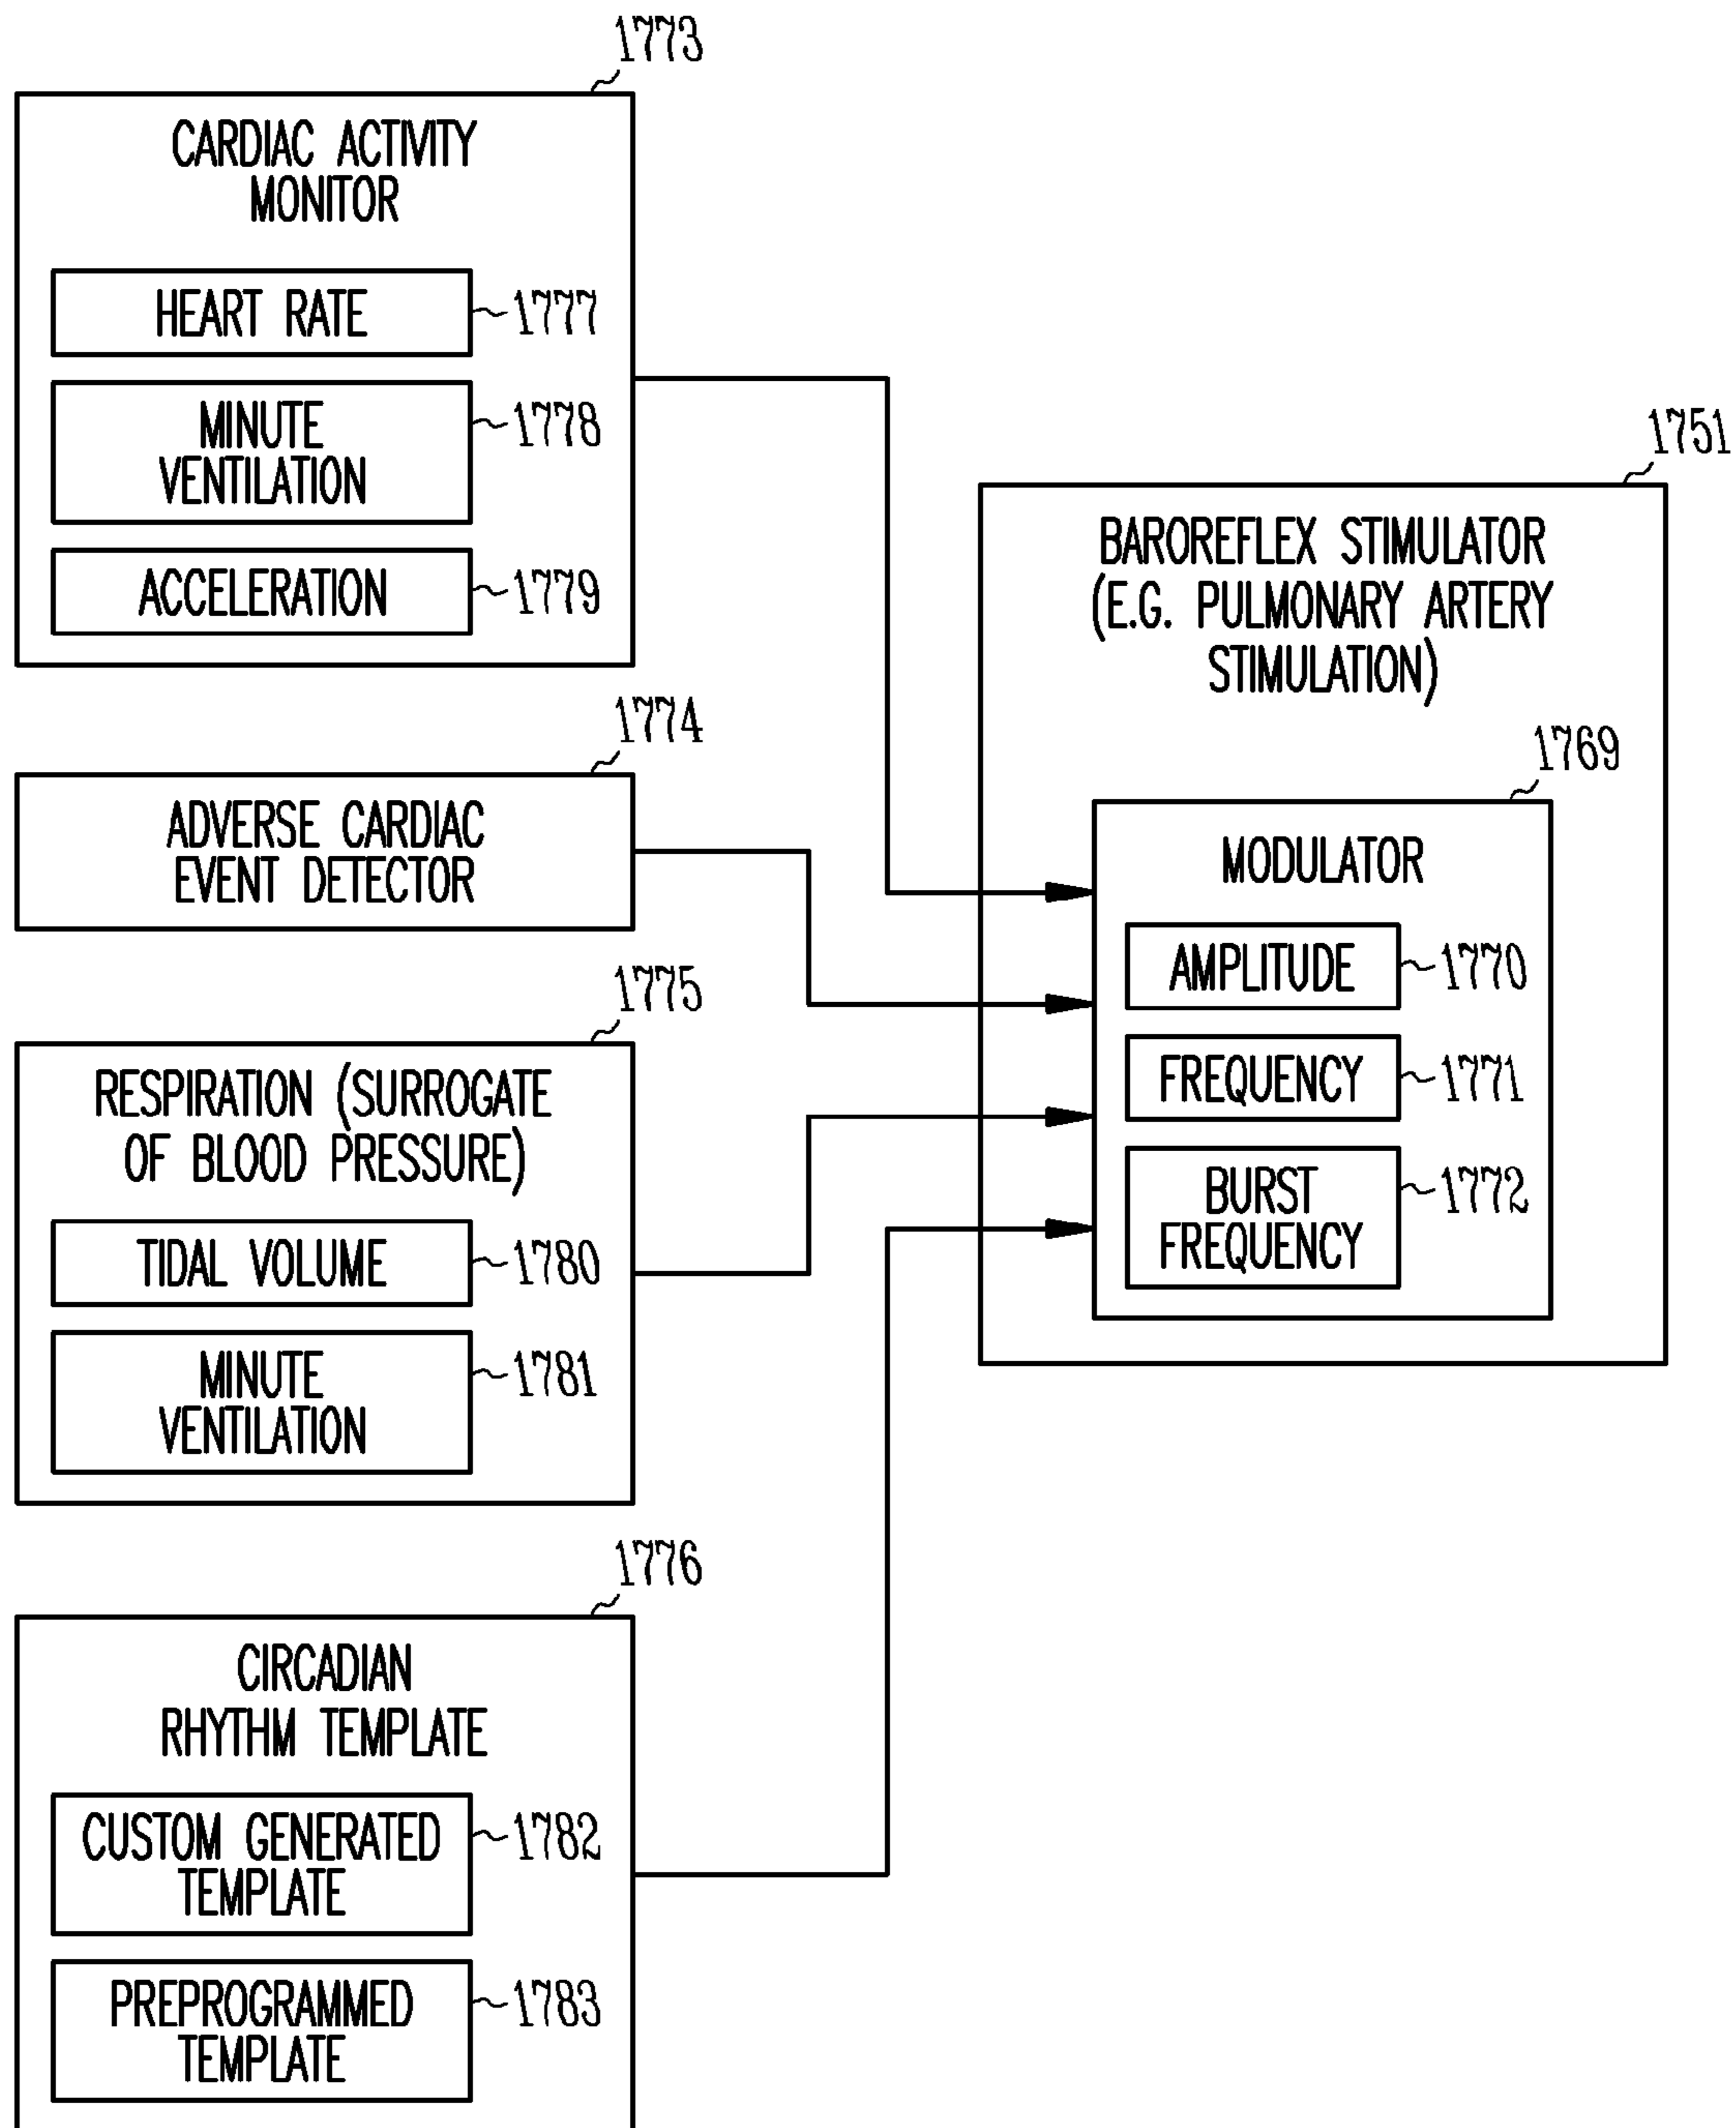 1773
CARDIAC ACTIVITY
MONITOR
HEART RATE
1777
MINUTE
VENTILATION
1778
ACCELERATION
1779
1774
ADVERSE CARDIAC
EVENT DETECTOR
1775
RESPIRATION (SURROGATE
OF BLOOD PRESSURE)
TIDAL VOLUME
1780
MINUTE
VENTILATION
1781
1776
CIRCADIAN
RHYTHM TEMPLATE
CUSTOM GENERATED
TEMPLATE
1782
PREPROGRAMMED
TEMPLATE
1783
1751
BAROREFLEX STIMULATOR
(E.G. PULMONARY ARTERY
STIMULATION)
1769
MODULATOR
AMPLITUDE
1770
FREQUENCY
1771
BURST
FREQUENCY
1772